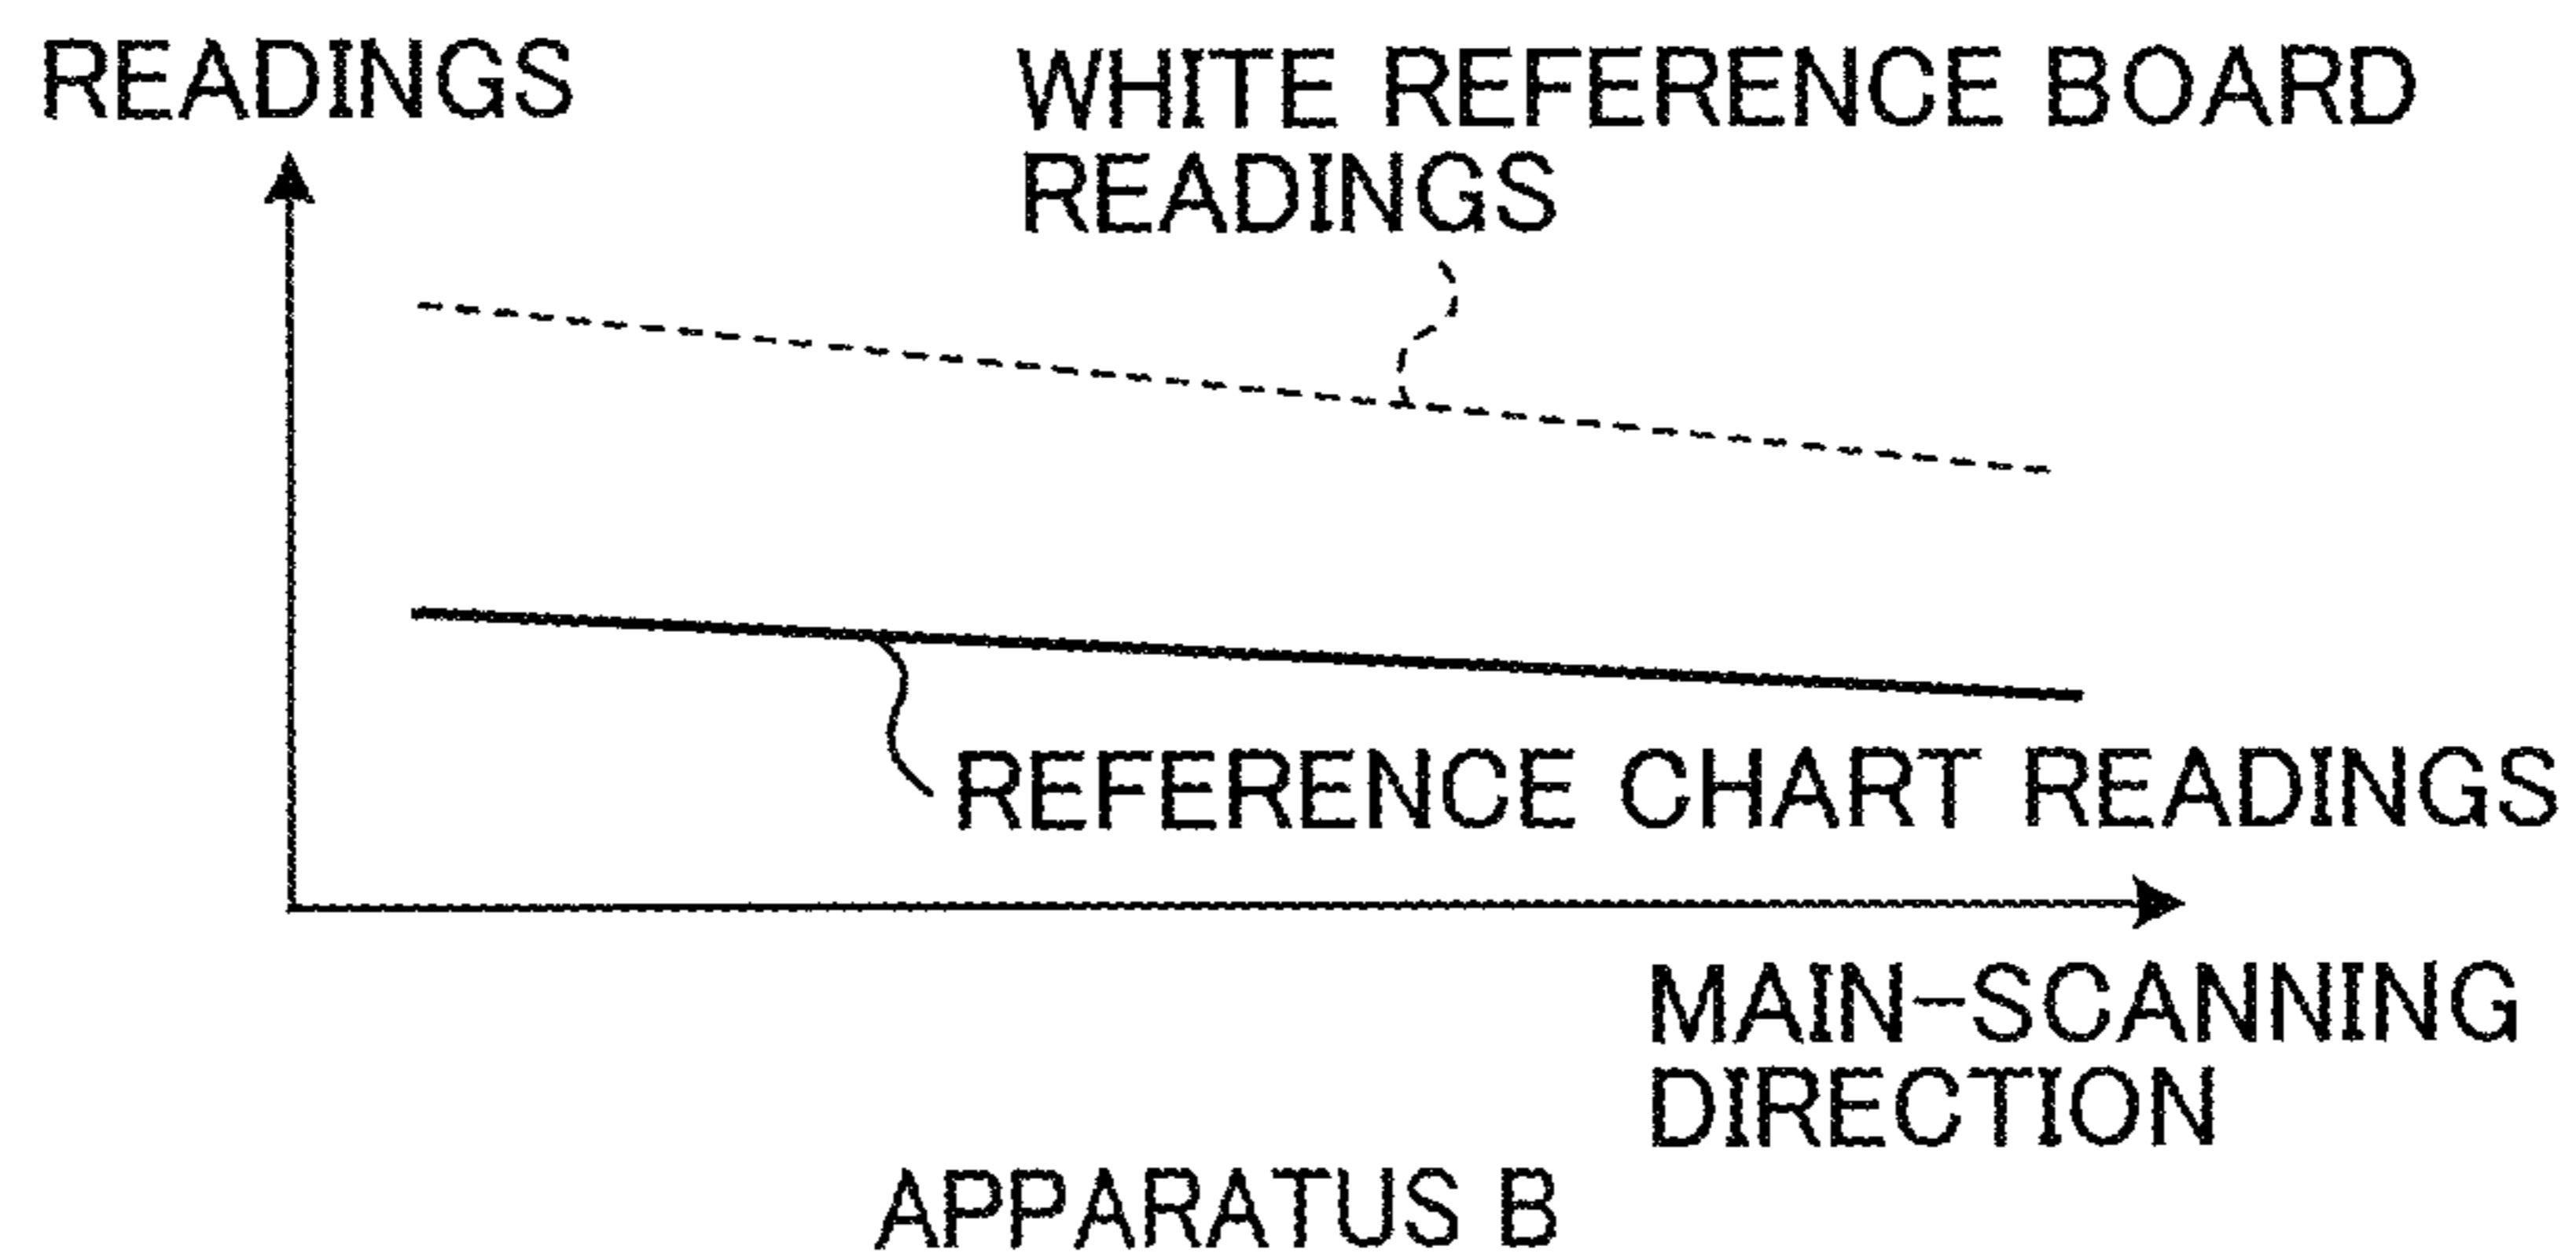 READINGS
WHITE REFERENCE BOARD
READINGS
REFERENCE CHART READINGS
MAIN-SCANNING
DIRECTION
APPARATUS B